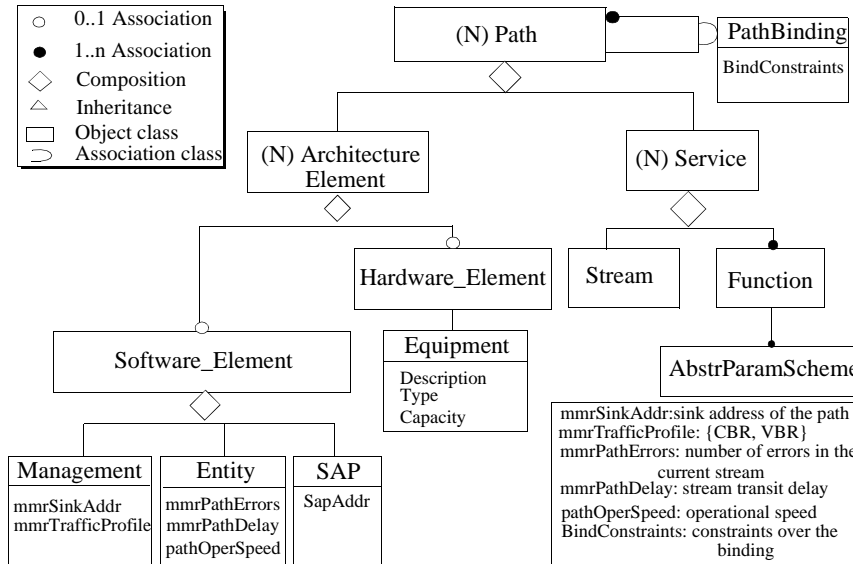 0..1 Association
1..n Association
Composition
Inheritance
Object class
Association class
(N) Path
PathBinding
BindConstraints
(N) Architecture
Element
(N) Service
Hardware_Element
Stream
Function
Software_Element
Equipment
Description
Type
Capacity
AbstrParamScheme
Management
mmrSinkAddr
mmrTrafficProfile
Entity
mmrPathErrors
mmrPathDelay
pathOperSpeed
SAP
SapAddr
mmrSinkAddr:sink address of the path
mmrTrafficProfile: {CBR, VBR}
mmrPathErrors: number of errors in the
current stream
mmrPathDelay: stream transit delay
pathOperSpeed: operational speed
BindConstraints: constraints over the
binding